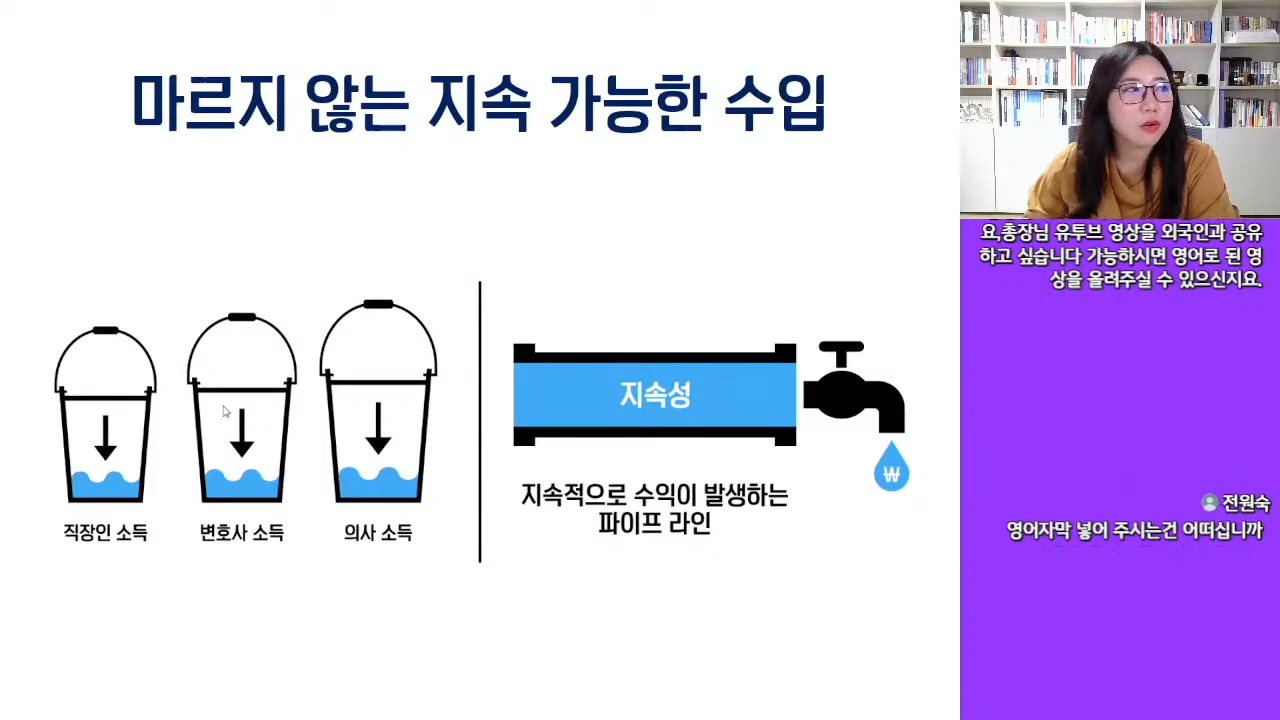 마르지 않는 지속 가능한 수입
직장인 소득
변호사 소득
의사 소득
지속성
₩
지속적으로 수익이 발생하는
파이프 라인
요,총장님 유투브 영상을 외국인과 공유
하고 싶습니다 가능하시면 영어로 된 영
상을 올려주실 수 있으신지요.
전원숙
영어자막 넣어 주시는건 어떠십니까